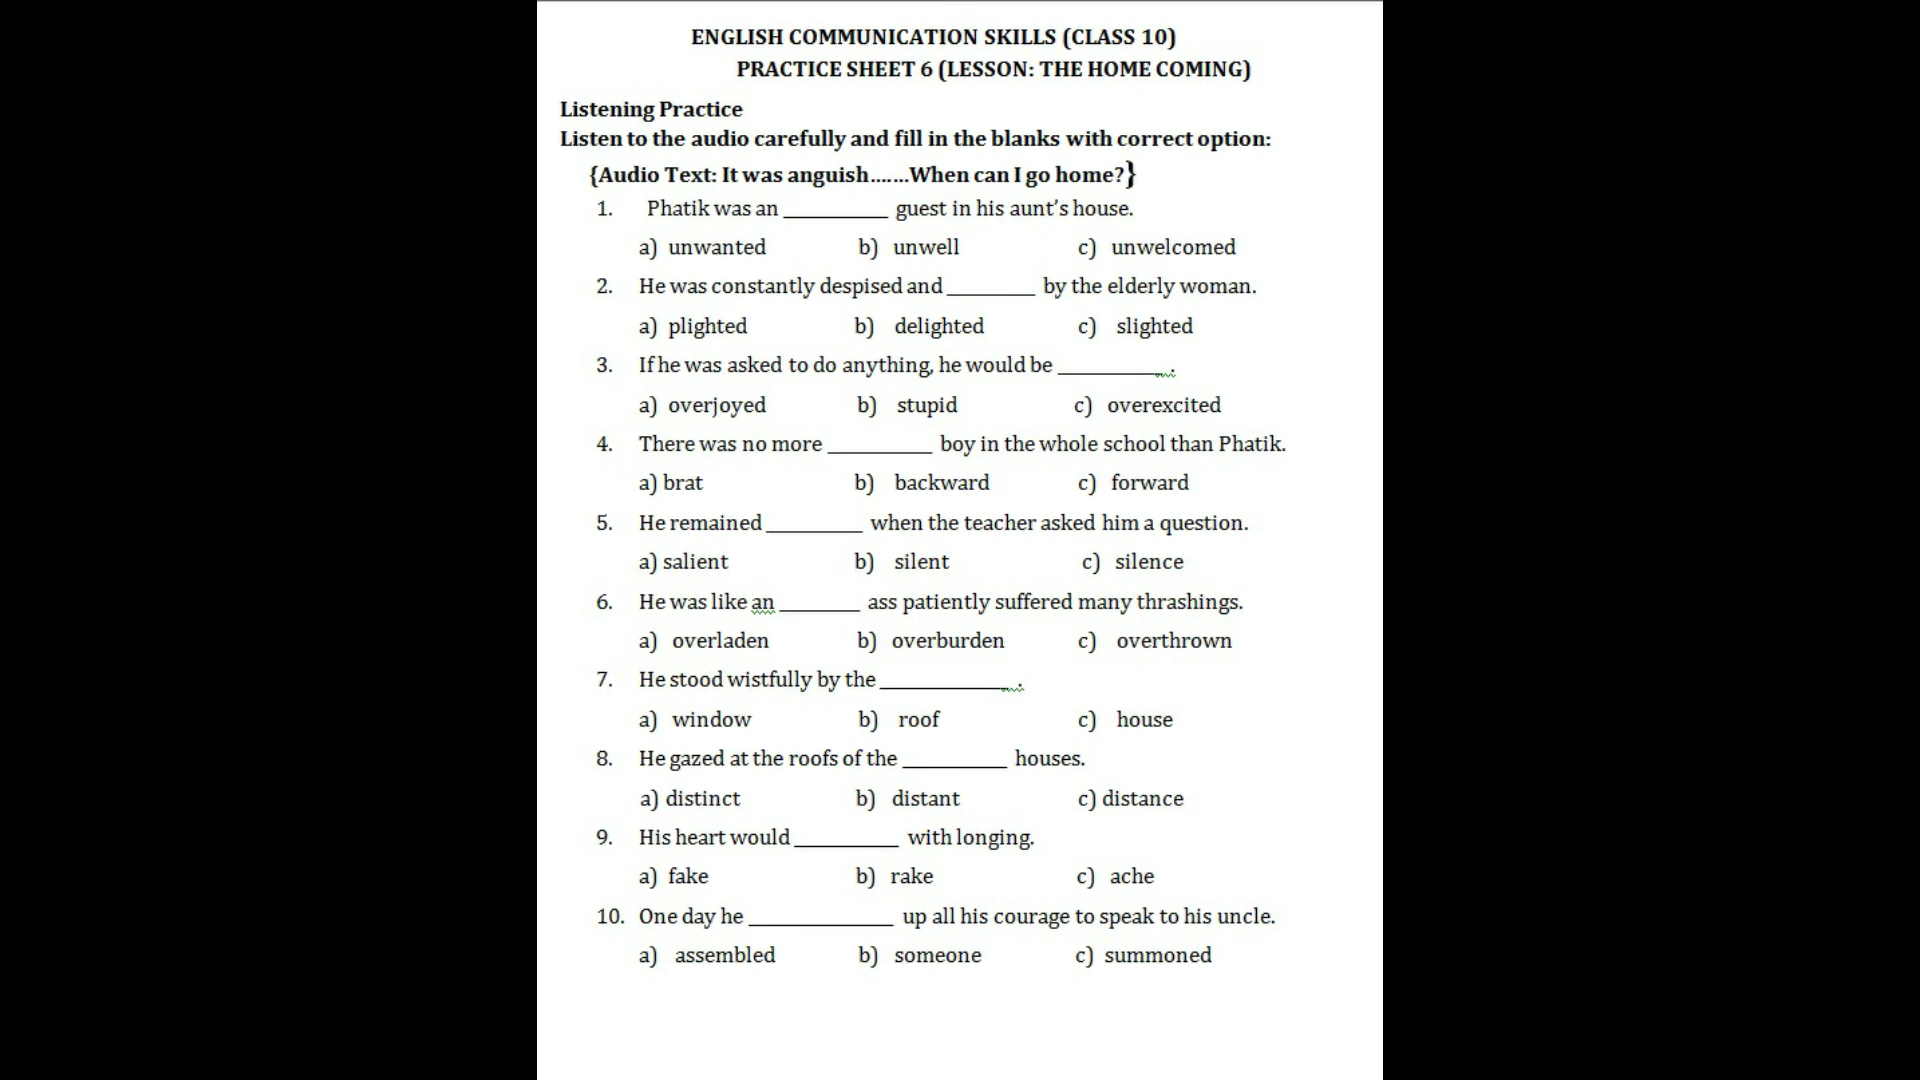 ENGLISH COMMUNICATION SKILLS (CLASS 10)
PRACTICE SHEET 6 (LESSON: THE HOME COMING)
Listening Practice
Listen to the audio carefully and fill in the blanks with correct option:
{Audio Text: It was anguish.......When can I go home?}
1. Phatik was an __________ guest in his aunt’s house.
a) unwanted b) unwell c) unwelcomed
2. He was constantly despised and ________ by the elderly woman.
a) plighted b) delighted c) slighted
3. If he was asked to do anything, he would be __________ .
a) overjoyed b) stupid c) overexcited
4. There was no more __________ boy in the whole school than Phatik.
a) brat b) backward c) forward
5. He remained _________ when the teacher asked him a question.
a) salient b) silent c) silence
6. He was like an ________ ass patiently suffered many thrashings.
a) overladen b) overburden c) overthrown
7. He stood wistfully by the ____________ .
a) window b) roof c) house
8. He gazed at the roofs of the __________ houses.
a) distinct b) distant c) distance
9. His heart would __________ with longing.
a) fake b) rake c) ache
10. One day he ______________ up all his courage to speak to his uncle.
a) assembled b) someone c) summoned